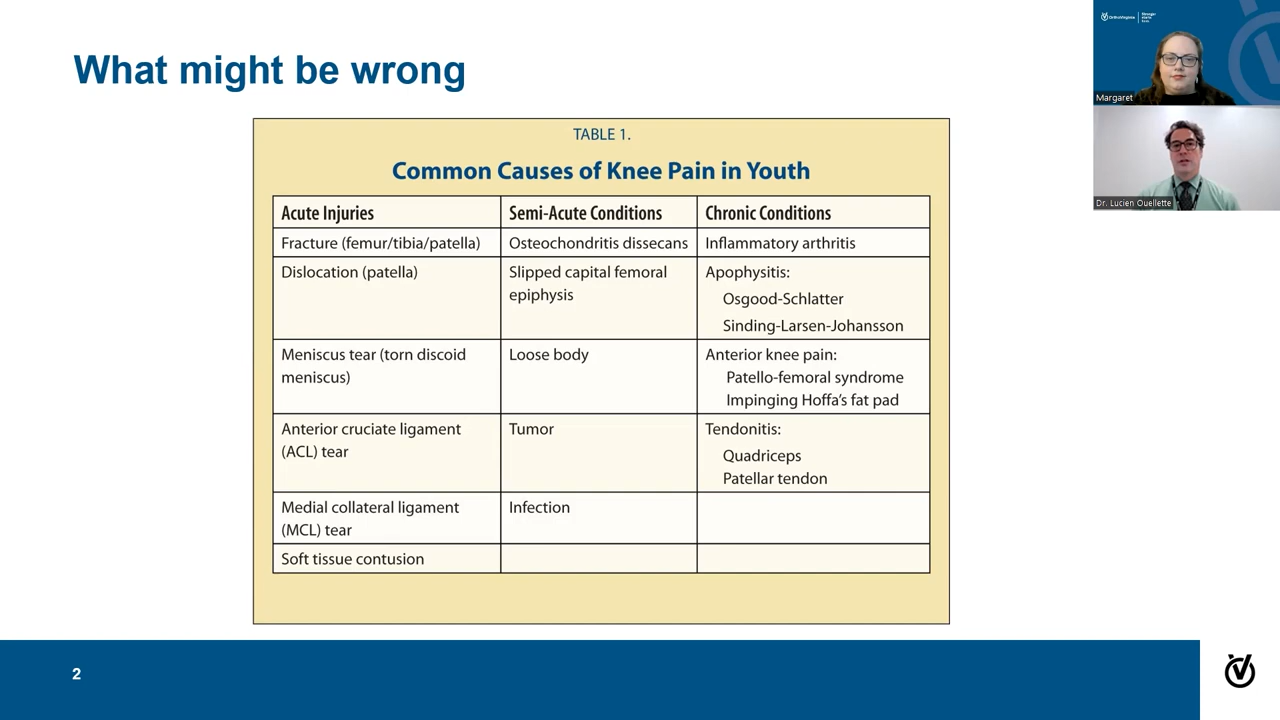 What might be wrong
TABLE 1.
Common Causes of Knee Pain in Youth
Acute Injuries
Semi-Acute Conditions
Chronic Conditions
Fracture (femur/tibia/patella)
Osteochondritis dissecans
Inflammatory arthritis
Dislocation (patella)
Slipped capital femoral
epiphysis
Apophysitis:
Osgood-Schlatter
Sinding-Larsen-Johansson
Meniscus tear (torn discoid
meniscus)
Loose body
Anterior knee pain:
Patello-femoral syndrome
Impinging Hoffa’s fat pad
Anterior cruciate ligament
(ACL) tear
Tumor
Tendonitis:
Quadriceps
Patellar tendon
Medial collateral ligament
(MCL) tear
Infection
Soft tissue contusion
2
OrthoVirginia
Margaret
Dr. Lucien Ouellette